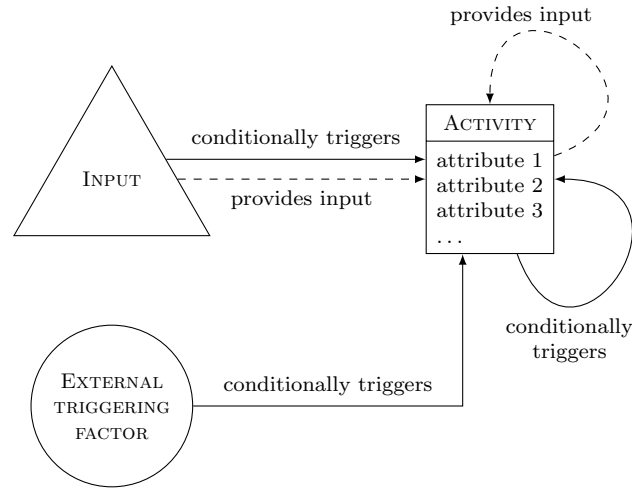 provides input
ACTIVITY
conditionally triggers
attribute 1
INPUT
attribute 2
provides input
attribute 3
...
conditionally
triggers
EXTERNAL
TRIGGERING
FACTOR
conditionally triggers